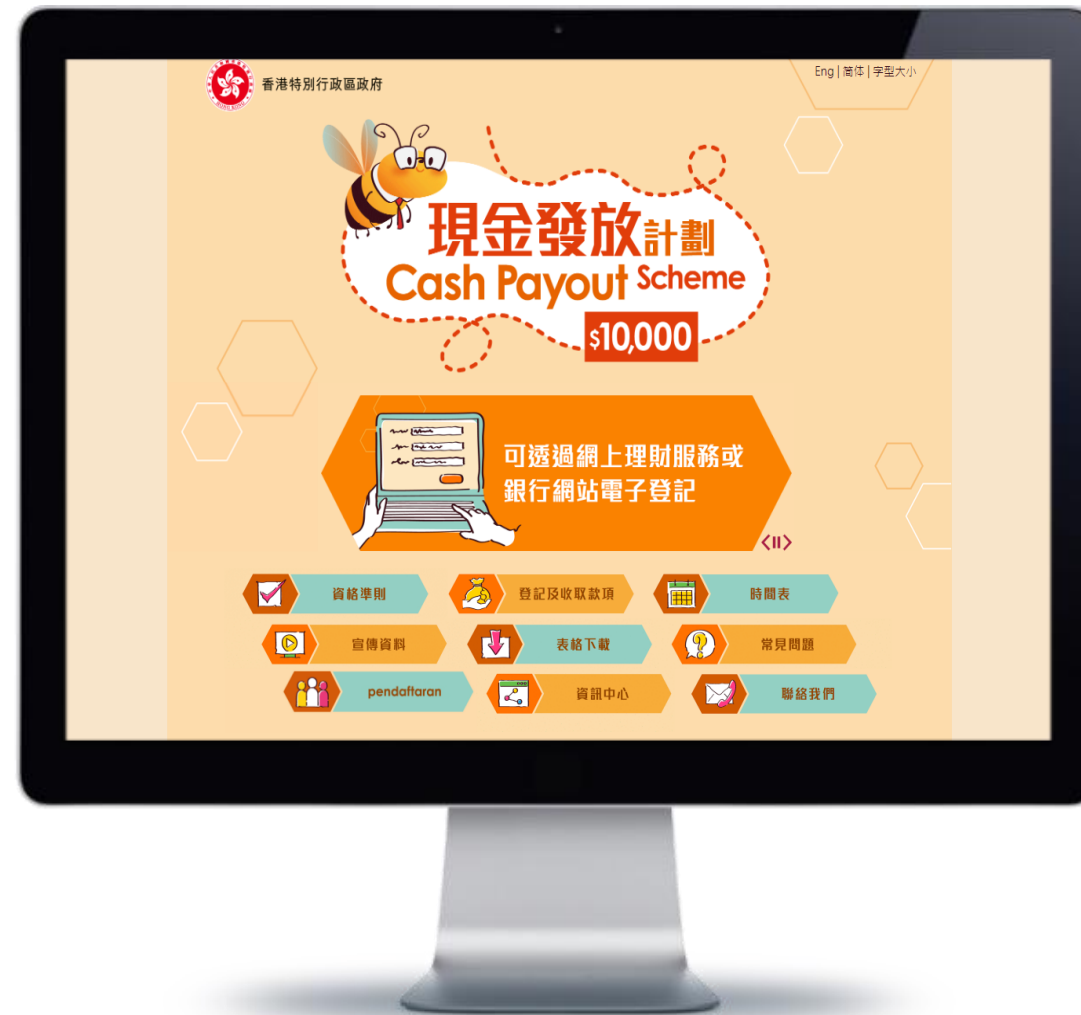 香港特別行政區政府
Eng | 简体 | 字型大小
現金發放計劃
Cash Payout Scheme
$10,000
可透過網上理財服務或
銀行網站電子登記
資格準則
登記及收取款項
時間表
宣傳資料
表格下載
常見問題
pendaftaran
資訊中心
聯絡我們